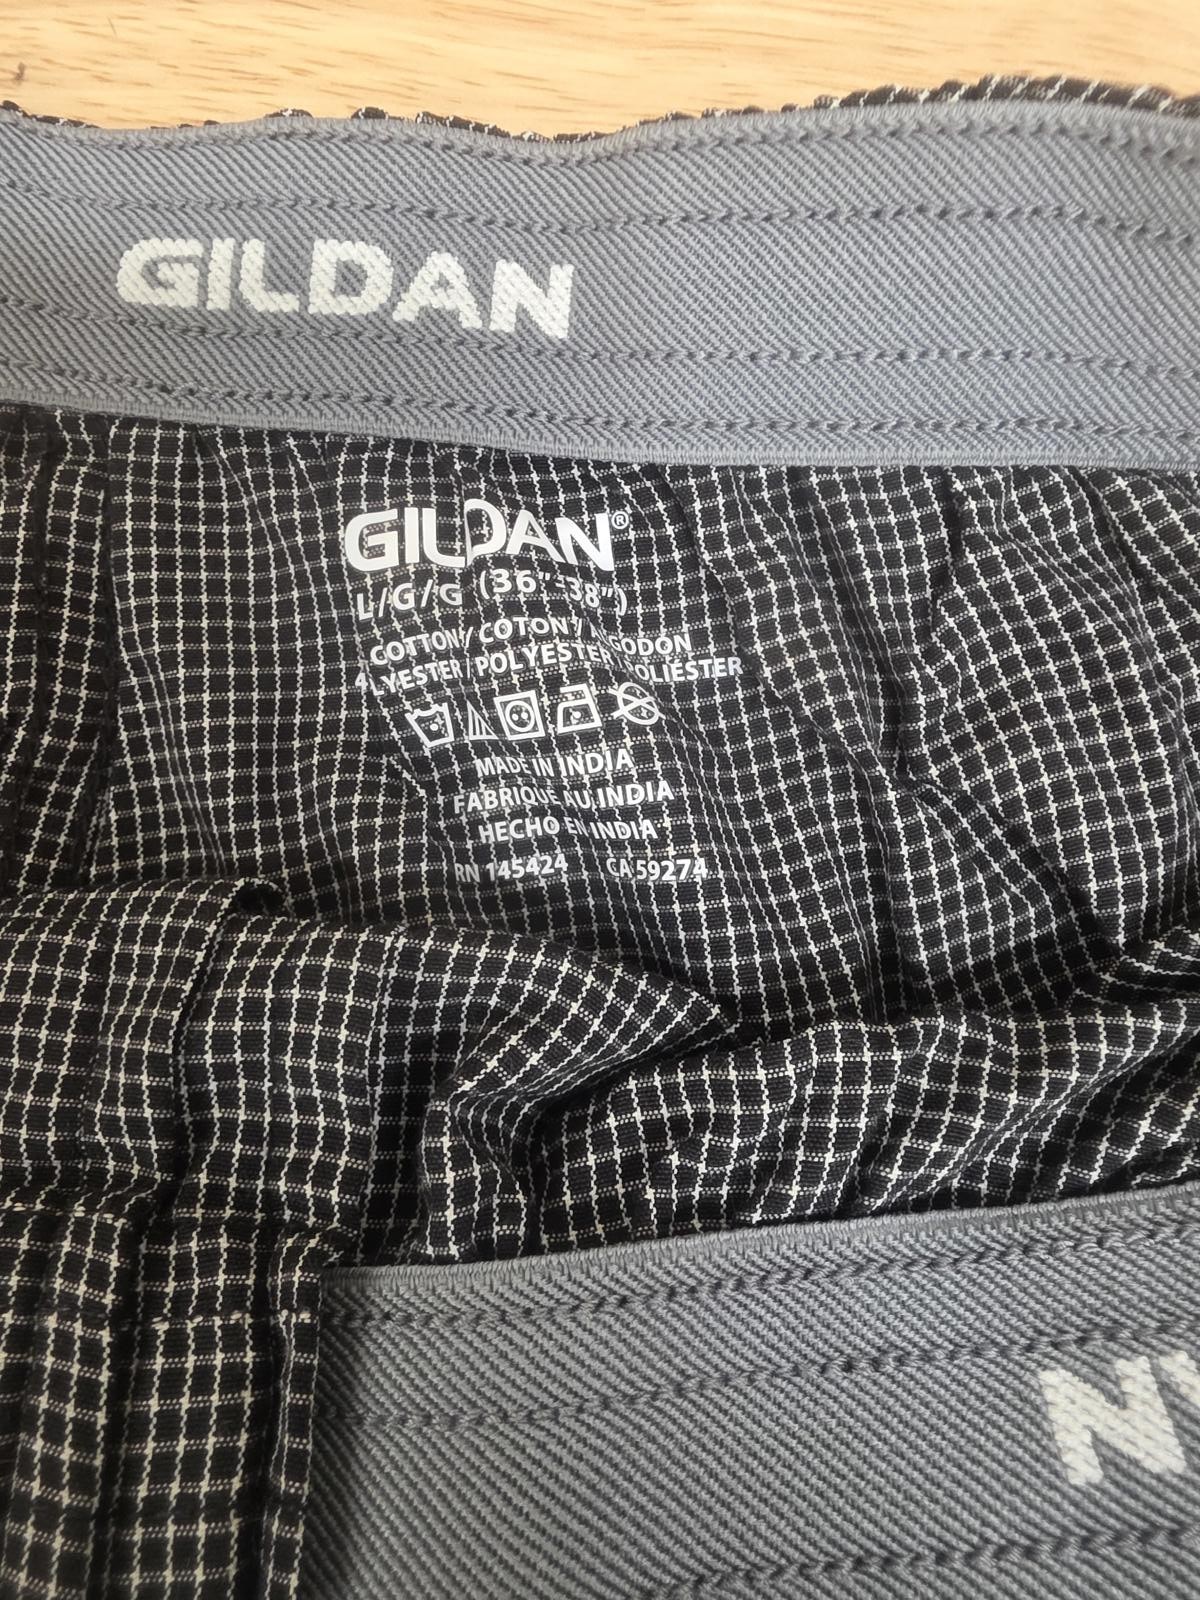 GILDAN
GILDAN®
L/G/G (36"-38")
COTTON / COTON / ALGODÓN
POLYESTER / POLYESTER / POLIÉSTER
MADE IN INDIA
FABRIQUÉ AU INDIA
HECHO EN INDIA
RN 145424 CA 59274